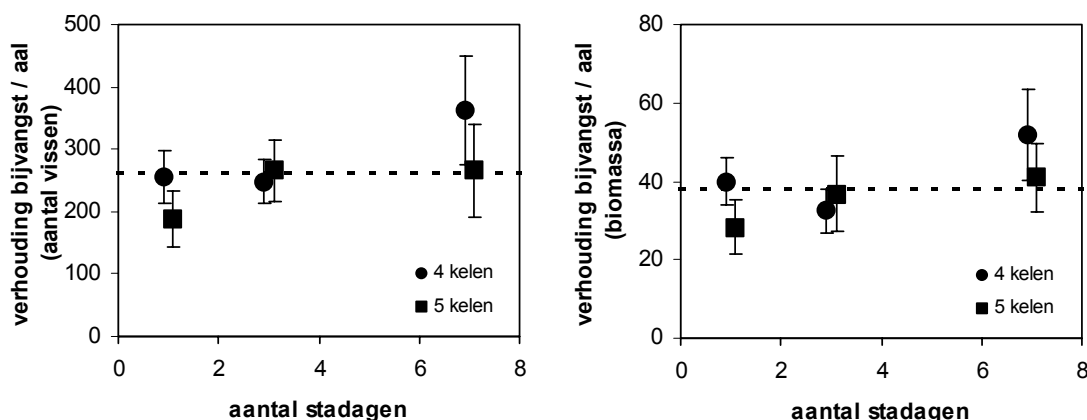 verhouding bijvangst / aal
(aantal vissen)
500
400
300
200
100
0
0 2 4 6 8
aantal stadagen
4 kelen
5 kelen
verhouding bijvangst / aal
(biomassa)
80
60
40
20
0
0 2 4 6 8
aantal stadagen
4 kelen
5 kelen